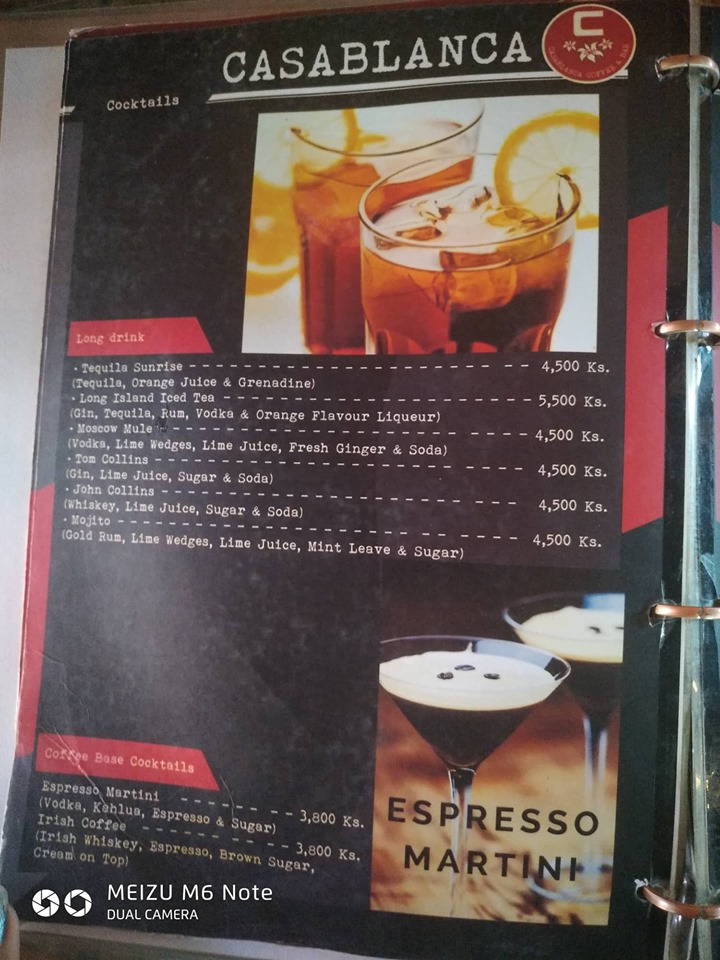 CASABLANCA
C
CASABLANCA COFFEE & BAR
Cocktails
Long drink
· Tequila Sunrise - - - - - - - - - - - - - - - - - - - - - - - 4,500 Ks.
(Tequila, Orange Juice & Grenadine)
· Long Island Iced Tea - - - - - - - - - - - - - - - - - - - - 5,500 Ks.
(Gin, Tequila, Rum, Vodka & Orange Flavour Liqueur)
· Moscow Mule - - - - - - - - - - - - - - - - - - - - - - - 4,500 Ks.
(Vodka, Lime Wedges, Lime Juice, Fresh Ginger & Soda)
· Tom Collins - - - - - - - - - - - - - - - - - - - - - - - 4,500 Ks.
(Gin, Lime Juice, Sugar & Soda)
· John Collins - - - - - - - - - - - - - - - - - - - - - - - 4,500 Ks.
(Whiskey, Lime Juice, Sugar & Soda)
· Mojito - - - - - - - - - - - - - - - - - - - - - - - - - 4,500 Ks.
(Gold Rum, Lime Wedges, Lime Juice, Mint Leave & Sugar)
Coffee Base Cocktails
Espresso Martini - - - - - - - - 3,800 Ks.
(Vodka, Kahlua, Espresso & Sugar)
Irish Coffee - - - - - - - - - 3,800 Ks.
(Irish Whiskey, Espresso, Brown Sugar,
Cream on Top)
ESPRESSO
MARTINI
MEIZU M6 Note
DUAL CAMERA